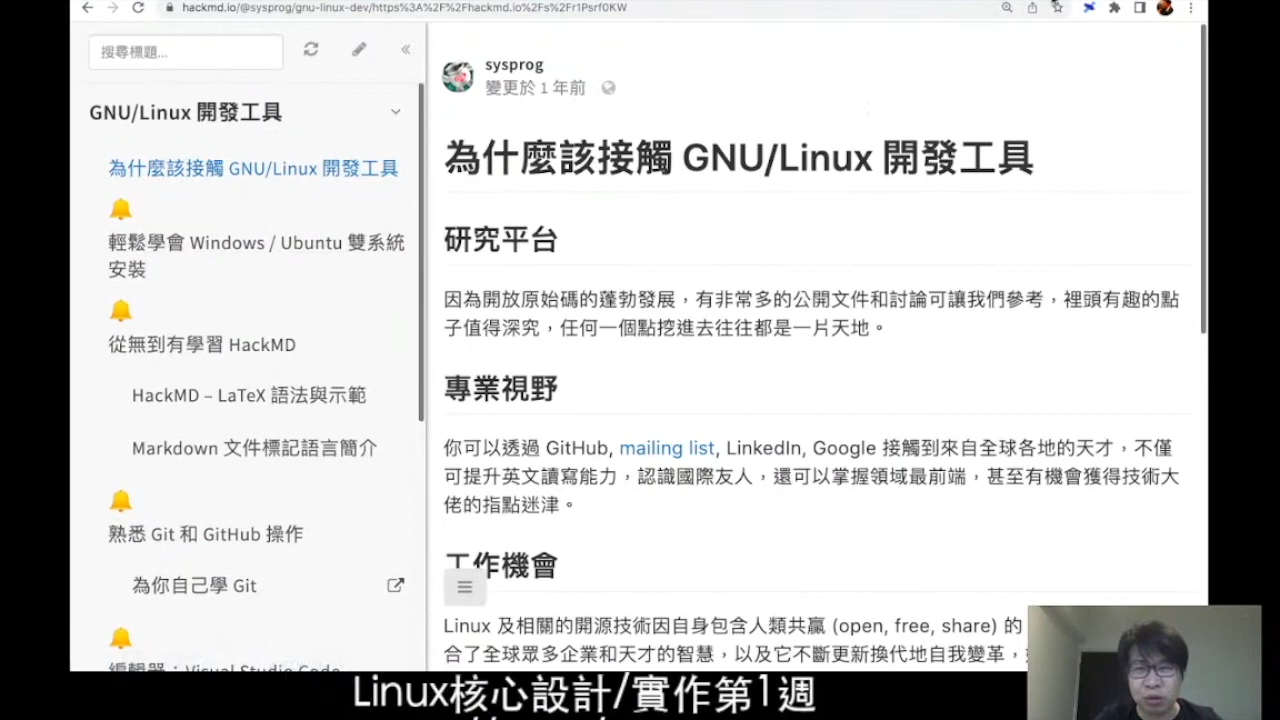 hackmd.io/@sysprog/gnu-linux-dev/https%3A%2F%2Fhackmd.io%2Fs%2Fr1Psrf0KW
搜尋標題...
GNU/Linux 開發工具
為什麼該接觸 GNU/Linux 開發工具
輕鬆學會 Windows / Ubuntu 雙系統
安裝
從無到有學習 HackMD
HackMD – LaTeX 語法與示範
Markdown 文件標記語言簡介
熟悉 Git 和 GitHub 操作
為你自己學 Git
編輯器：Visual Studio Code
sysprog
變更於 1 年前
為什麼該接觸 GNU/Linux 開發工具
研究平台
因為開放原始碼的蓬勃發展，有非常多的公開文件和討論可讓我們參考，裡頭有趣的點
子值得深究，任何一個點挖進去往往都是一片天地。
專業視野
你可以透過 GitHub, mailing list, LinkedIn, Google 接觸到來自全球各地的天才，不僅
可提升英文讀寫能力，認識國際友人，還可以掌握領域最前端，甚至有機會獲得技術大
佬的指點迷津。
工作機會
Linux 及相關的開源技術因自身包含人類共贏 (open, free, share) 的
合了全球眾多企業和天才的智慧，以及它不斷更新換代地自我變革，
Linux核心設計/實作第1週